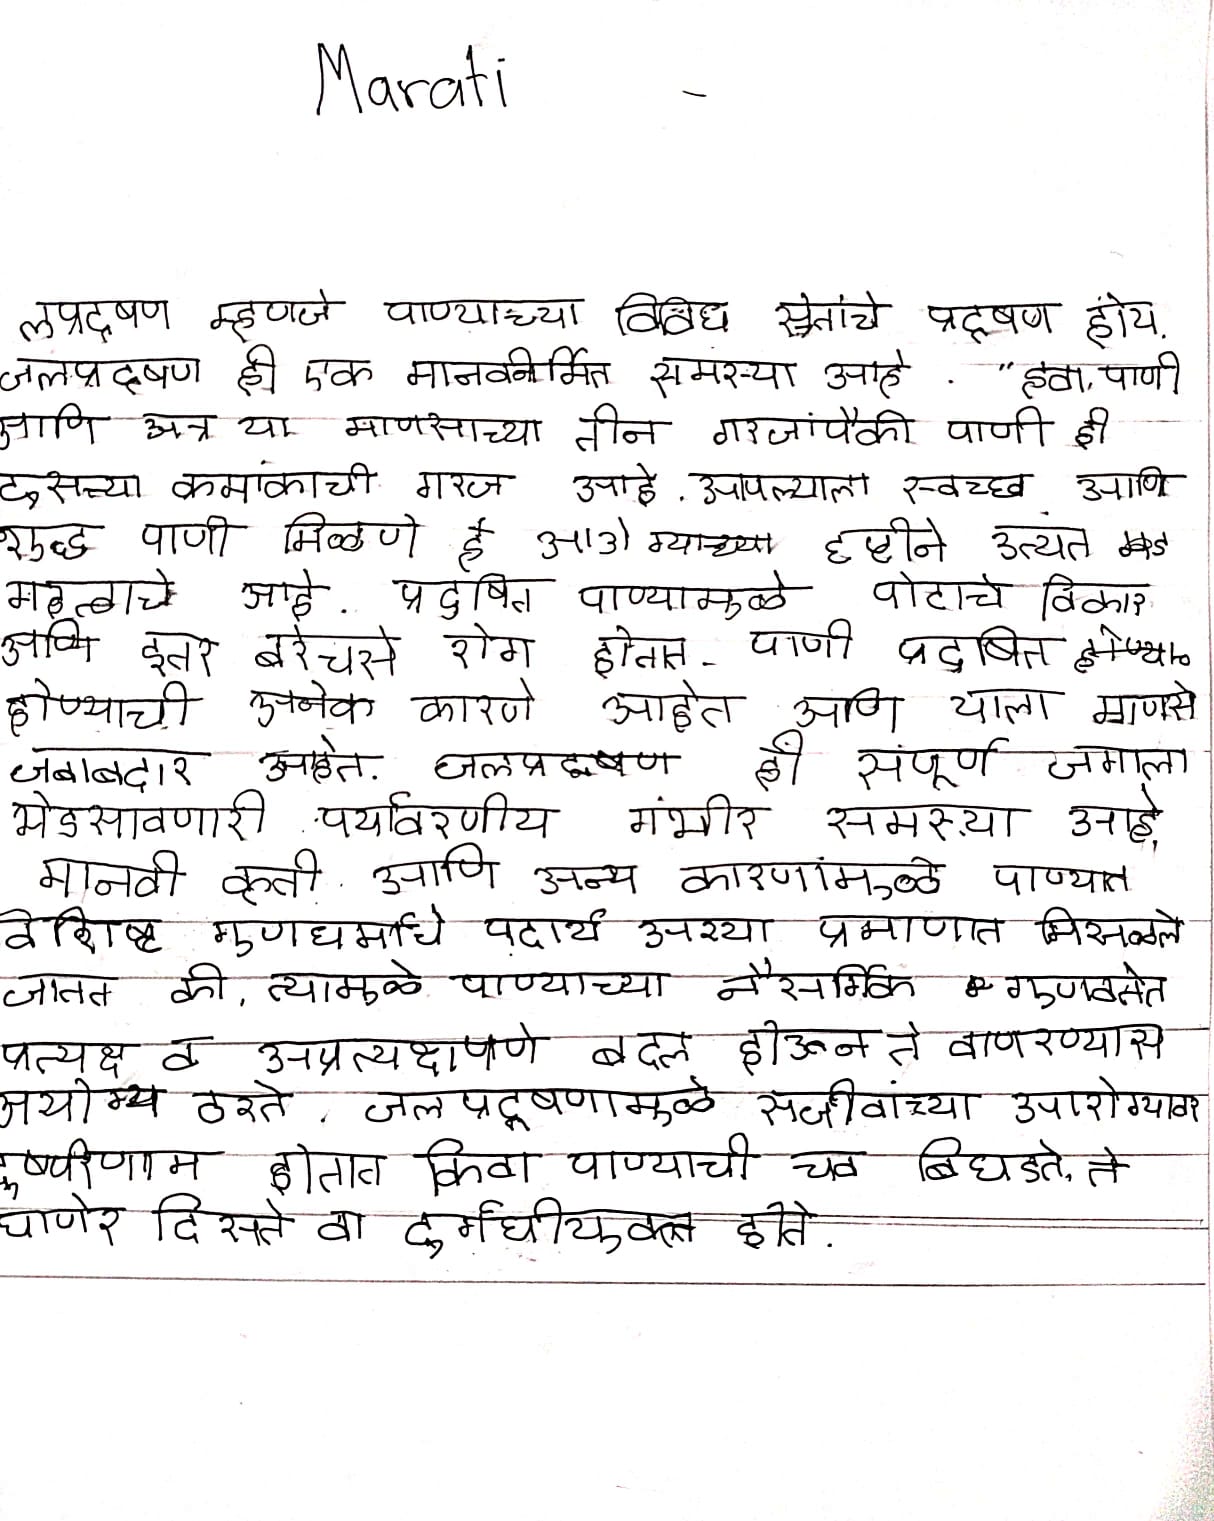 Marati -
लप्रदूषण म्हणजे पाण्याच्या विविध स्रेतांचे प्रदूषण होय.
जलप्रदूषण ही एक मानवनिर्मित समस्या आहे . "हवा, पाणी
आणि अन्न या माणसाच्या तीन गरजांपैकी पाणी ही
दुसऱ्या क्रमांकाची गरज आहे . आपल्याला स्वच्छ आणि
शुद्ध पाणी मिळणे हे आरोग्याच्या दृष्टीने अत्यंत
महत्वाचे आहे . प्रदुषित पाण्यामुळे पोटाचे विकार
आणि इतर बरेचसे रोग होतात - पाणी प्रदुषित
होण्याची अनेक कारणे आहेत आणि याला माणसे
जबाबदार आहेत. जलप्रदूषण ही संपूर्ण जगाला
भेडसावणारी पर्यावरणीय गंभीर समस्या आहे,
मानवी कृती आणि अन्य कारणांमुळे पाण्यात
विशिष्ट गुणधर्माचे पदार्थ अश्या प्रमाणात मिसळले
जातत की, त्यामुळे पाण्याच्या नैसर्गिक गुणवत्तेत
प्रत्यक्ष व अप्रत्यक्षपणे बदल होऊन ते वापरण्यास
अयोग्य ठरते . जलप्रदूषणामुळे सजीवांच्या आरोग्यावर
दुष्परीणाम होतात किंवा पाण्याची चव बिघडते, ते
घाणेर दिसते वा दुर्गंधीयुक्त होते .